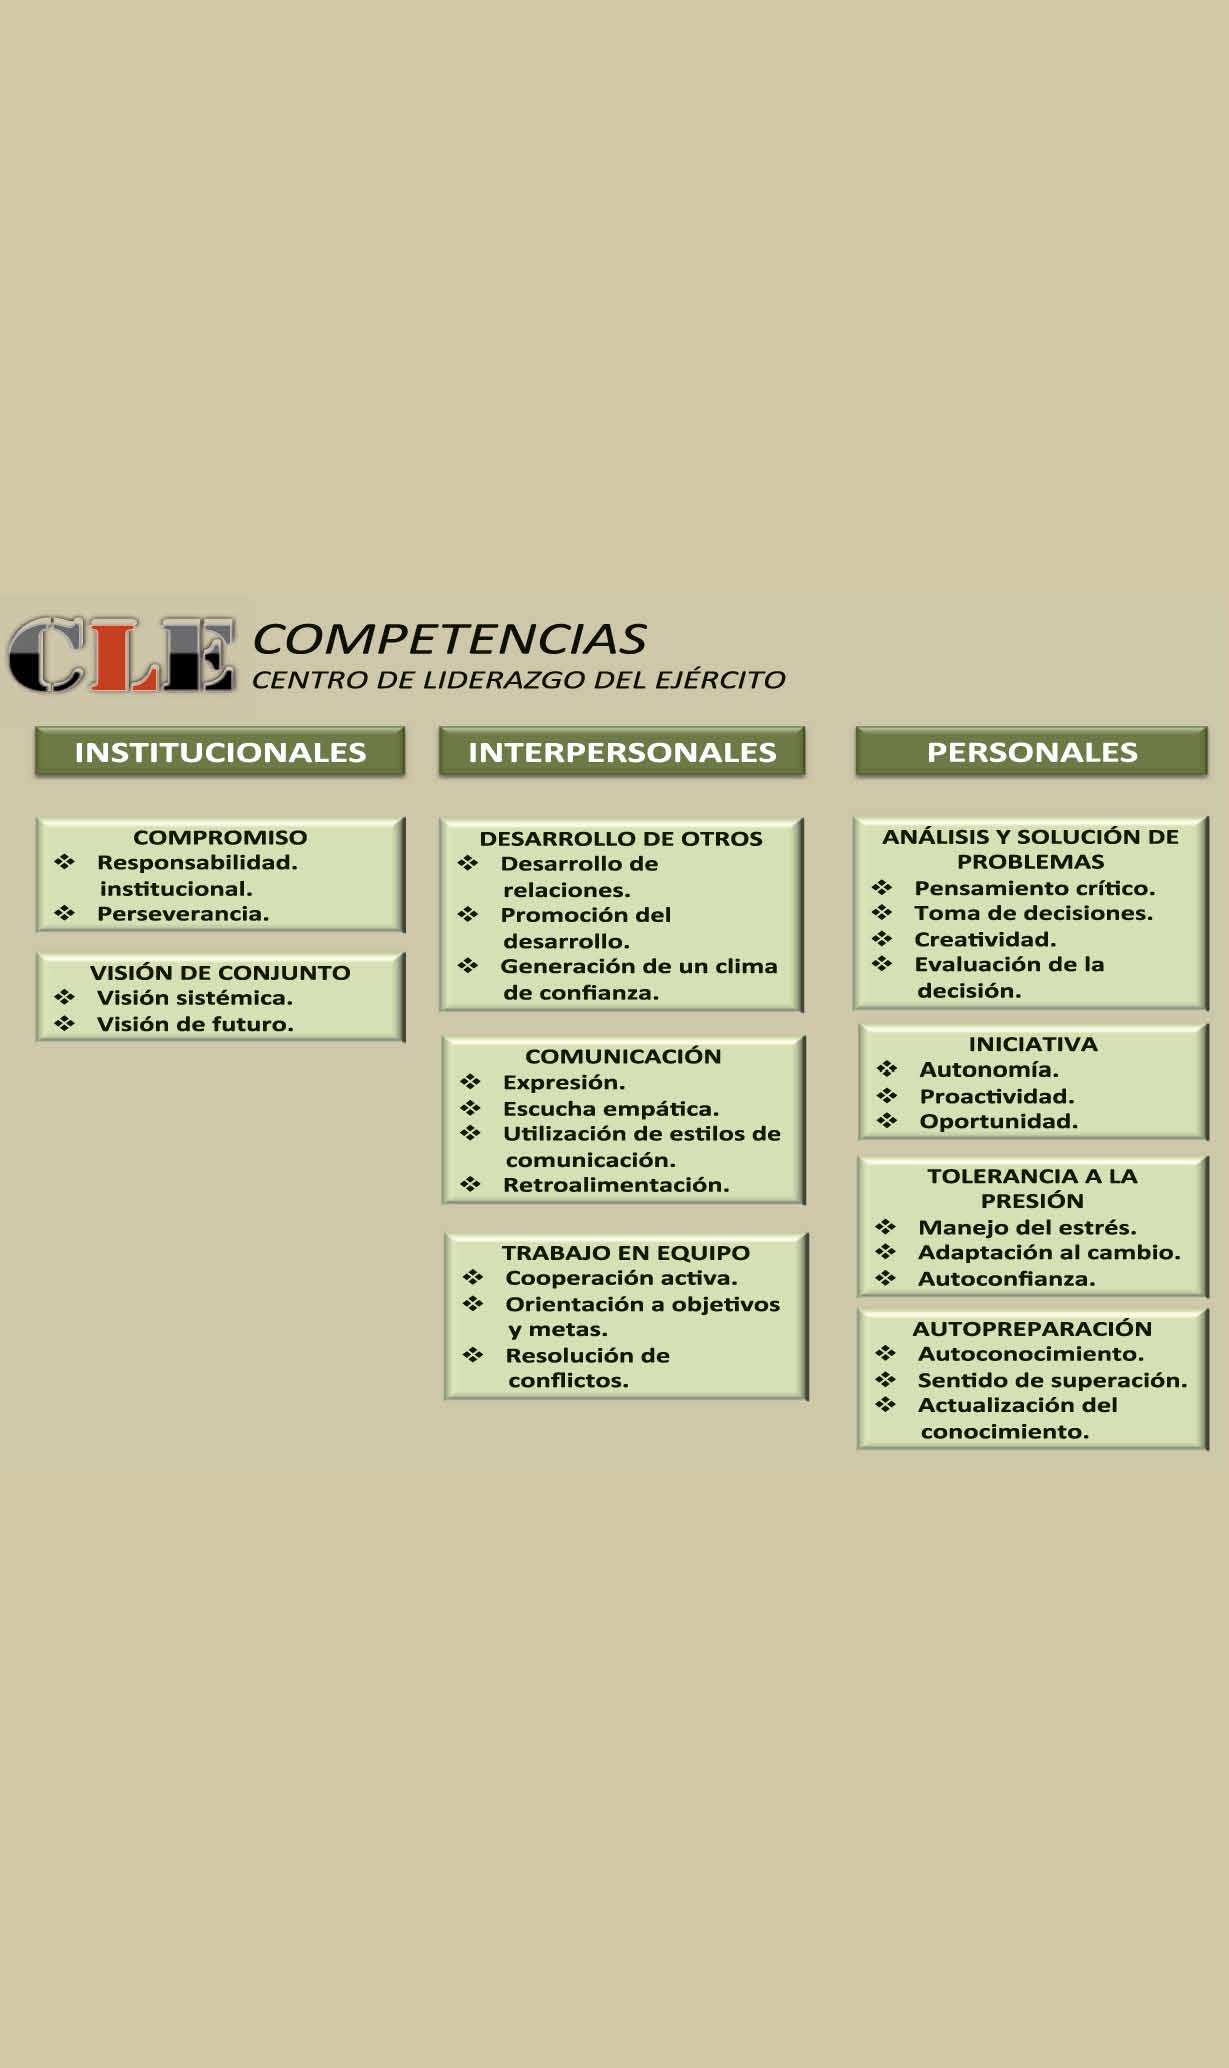 CLE
COMPETENCIAS
CENTRO DE LIDERAZGO DEL EJÉRCITO
INSTITUCIONALES
COMPROMISO
❖ Responsabilidad.
institucional.
❖ Perseverancia.
VISIÓN DE CONJUNTO
❖ Visión sistémica.
❖ Visión de futuro.
INTERPERSONALES
DESARROLLO DE OTROS
❖ Desarrollo de
relaciones.
❖ Promoción del
desarrollo.
❖ Generación de un clima
de confianza.
COMUNICACIÓN
❖ Expresión.
❖ Escucha empática.
❖ Utilización de estilos de
comunicación.
❖ Retroalimentación.
TRABAJO EN EQUIPO
❖ Cooperación activa.
❖ Orientación a objetivos
y metas.
❖ Resolución de
conflictos.
PERSONALES
ANÁLISIS Y SOLUCIÓN DE
PROBLEMAS
❖ Pensamiento crítico.
❖ Toma de decisiones.
❖ Creatividad.
❖ Evaluación de la
decisión.
INICIATIVA
❖ Autonomía.
❖ Proactividad.
❖ Oportunidad.
TOLERANCIA A LA
PRESIÓN
❖ Manejo del estrés.
❖ Adaptación al cambio.
❖ Autoconfianza.
AUTOPREPARACIÓN
❖ Autoconocimiento.
❖ Sentido de superación.
❖ Actualización del
conocimiento.